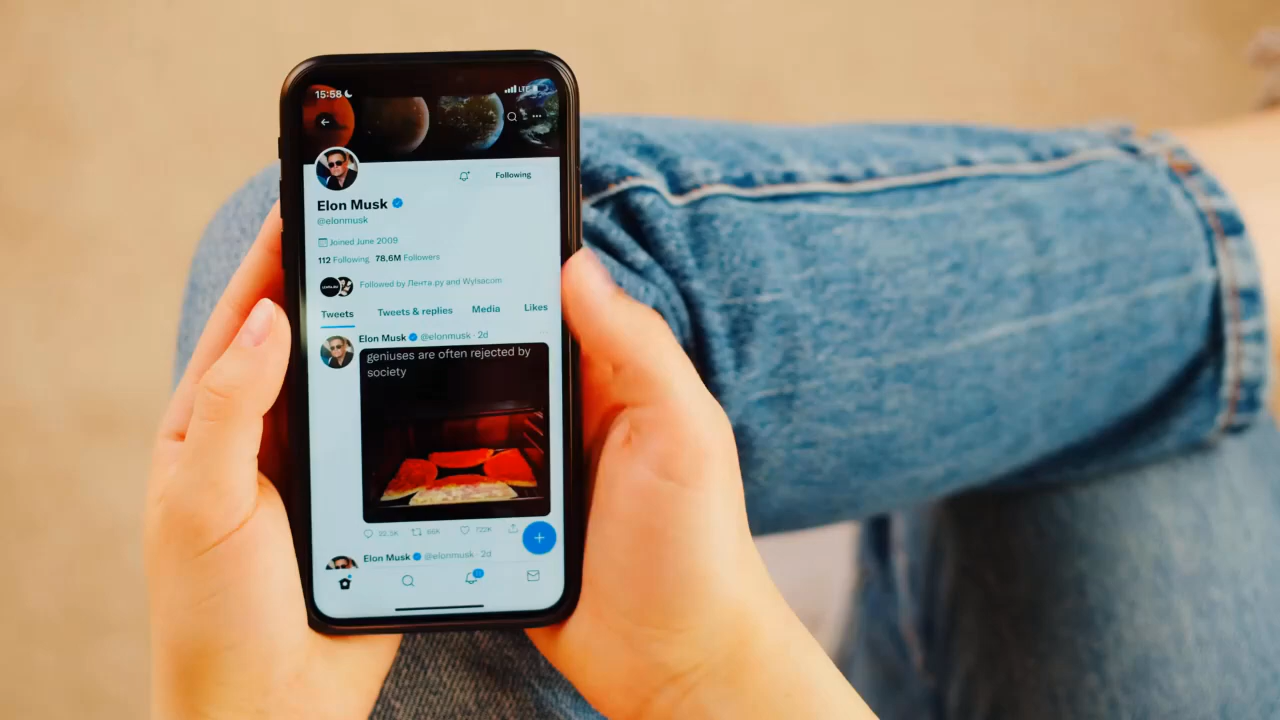 15:58
LTE
Following
Elon Musk
@elonmusk
Joined June 2009
112 Following 78,6M Followers
Followed by Лента.ру and Wylsacom
Tweets Tweets & replies Media Likes
Elon Musk @elonmusk · 2d
geniuses are often rejected by
society
Elon Musk @elonmusk · 2d